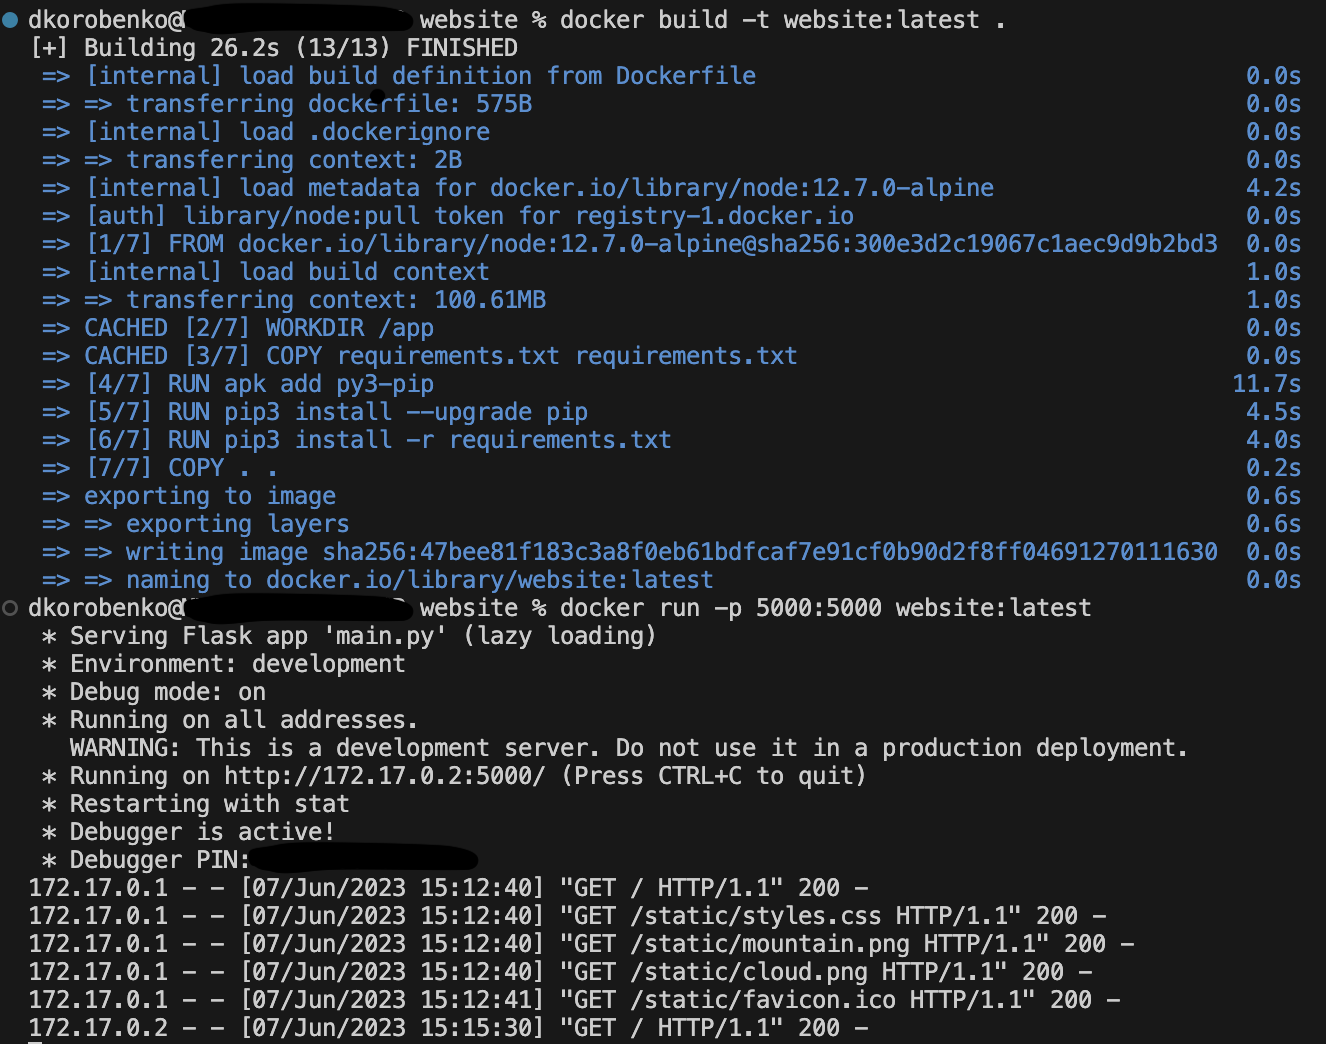 dkorobenko@ website % docker build -t website:latest .
[+] Building 26.2s (13/13) FINISHED
=> [internal] load build definition from Dockerfile 0.0s
=> => transferring dockerfile: 575B 0.0s
=> [internal] load .dockerignore 0.0s
=> => transferring context: 2B 0.0s
=> [internal] load metadata for docker.io/library/node:12.7.0-alpine 4.2s
=> [auth] library/node:pull token for registry-1.docker.io 0.0s
=> [1/7] FROM docker.io/library/node:12.7.0-alpine@sha256:300e3d2c19067c1aec9d9b2bd3 0.0s
=> [internal] load build context 1.0s
=> => transferring context: 100.61MB 1.0s
=> CACHED [2/7] WORKDIR /app 0.0s
=> CACHED [3/7] COPY requirements.txt requirements.txt 0.0s
=> [4/7] RUN apk add py3-pip 11.7s
=> [5/7] RUN pip3 install --upgrade pip 4.5s
=> [6/7] RUN pip3 install -r requirements.txt 4.0s
=> [7/7] COPY . . 0.2s
=> exporting to image 0.6s
=> => exporting layers 0.6s
=> => writing image sha256:47bee81f183c3a8f0eb61bdfcaf7e91cf0b90d2f8ff04691270111630 0.0s
=> => naming to docker.io/library/website:latest 0.0s
dkorobenko@ website % docker run -p 5000:5000 website:latest
* Serving Flask app 'main.py' (lazy loading)
* Environment: development
* Debug mode: on
* Running on all addresses.
WARNING: This is a development server. Do not use it in a production deployment.
* Running on http://172.17.0.2:5000/ (Press CTRL+C to quit)
* Restarting with stat
* Debugger is active!
* Debugger PIN:
172.17.0.1 - - [07/Jun/2023 15:12:40] "GET / HTTP/1.1" 200 -
172.17.0.1 - - [07/Jun/2023 15:12:40] "GET /static/styles.css HTTP/1.1" 200 -
172.17.0.1 - - [07/Jun/2023 15:12:40] "GET /static/mountain.png HTTP/1.1" 200 -
172.17.0.1 - - [07/Jun/2023 15:12:40] "GET /static/cloud.png HTTP/1.1" 200 -
172.17.0.1 - - [07/Jun/2023 15:12:41] "GET /static/favicon.ico HTTP/1.1" 200 -
172.17.0.2 - - [07/Jun/2023 15:15:30] "GET / HTTP/1.1" 200 -